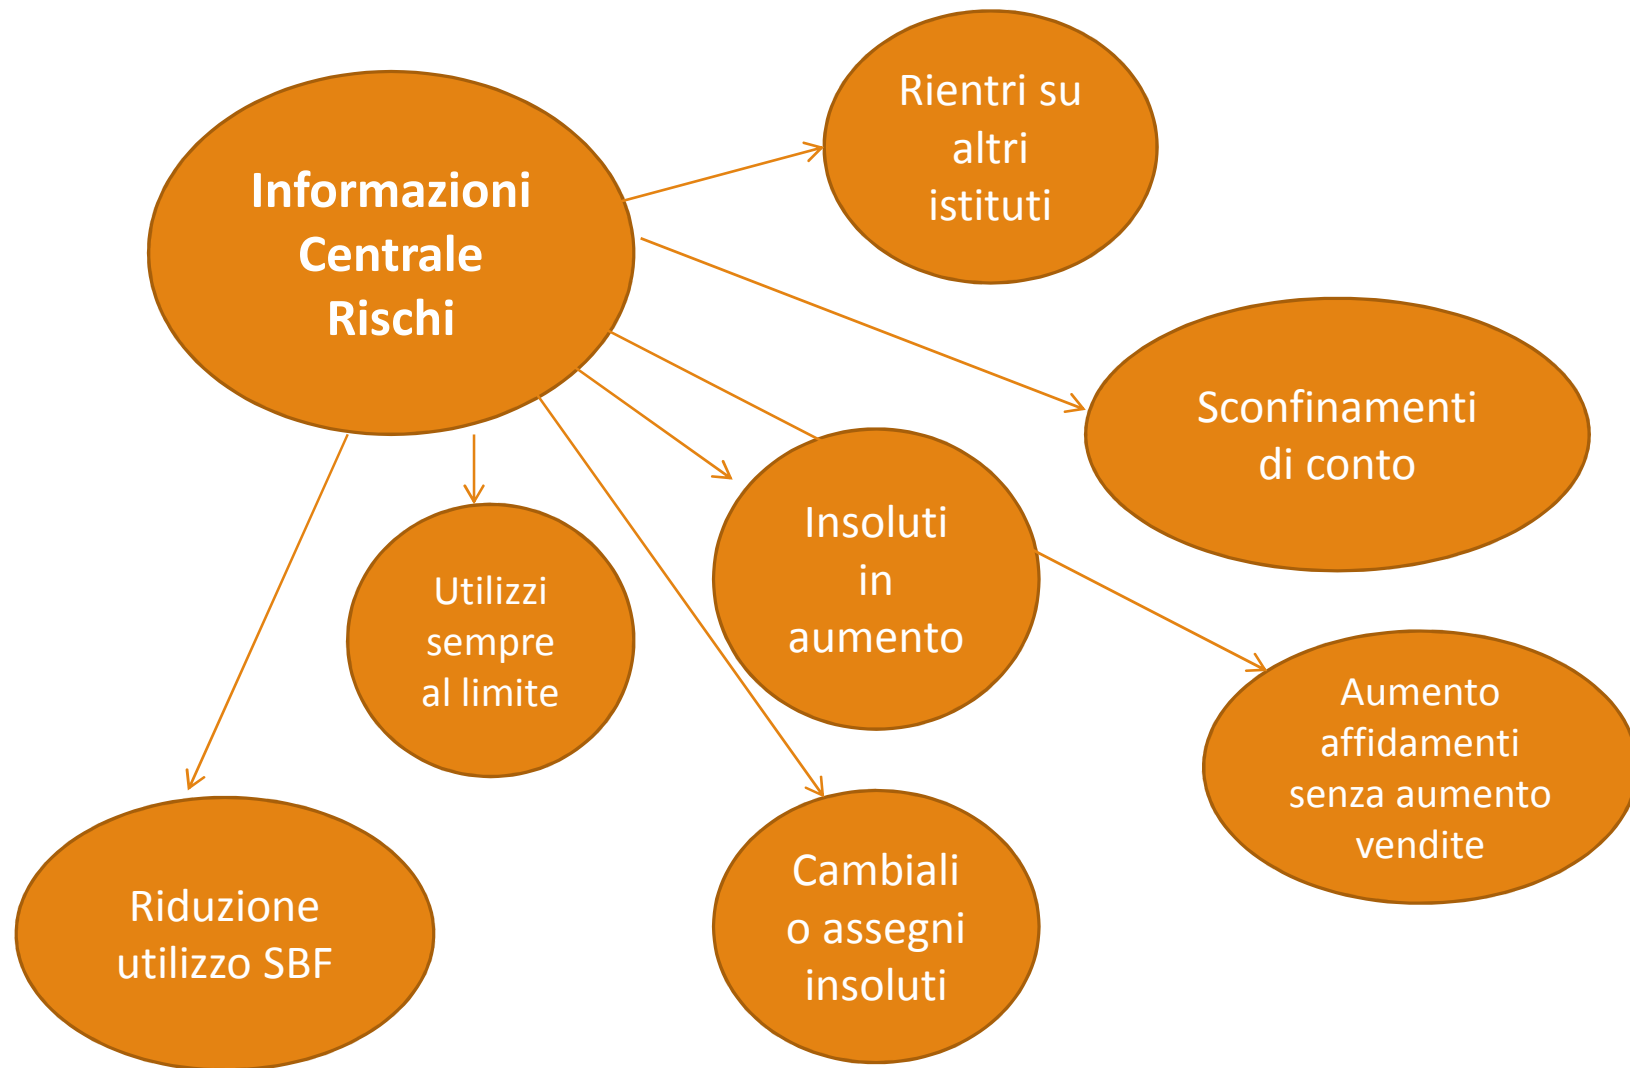 Informazioni
Centrale
Rischi
Rientri su
altri
istituti
Sconfinamenti
di conto
Insoluti
in
aumento
Utilizzi
sempre
al limite
Aumento
affidamenti
senza aumento
vendite
Cambiali
o assegni
insoluti
Riduzione
utilizzo SBF